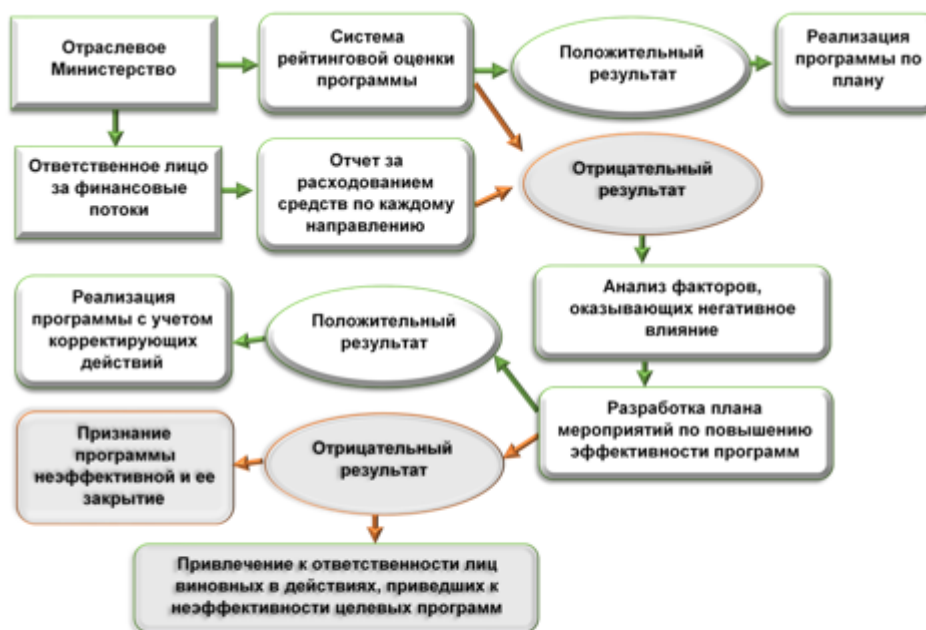 Отраслевое
Министерство
Система
рейтинговой оценки
программы
Положительный
результат
Реализация
программы по
плану
Ответственное лицо
за финансовые
потоки
Отчет за
расходованием
средств по каждому
направлению
Отрицательный
результат
Реализация
программы с учетом
корректирующих
действий
Положительный
результат
Анализ факторов,
оказывающих негативное
влияние
Признание
программы
неэффективной и ее
закрытие
Отрицательный
результат
Разработка плана
мероприятий по повышению
эффективности программ
Привлечение к ответственности лиц
виновных в действиях, приведших к
неэффективности целевых программ